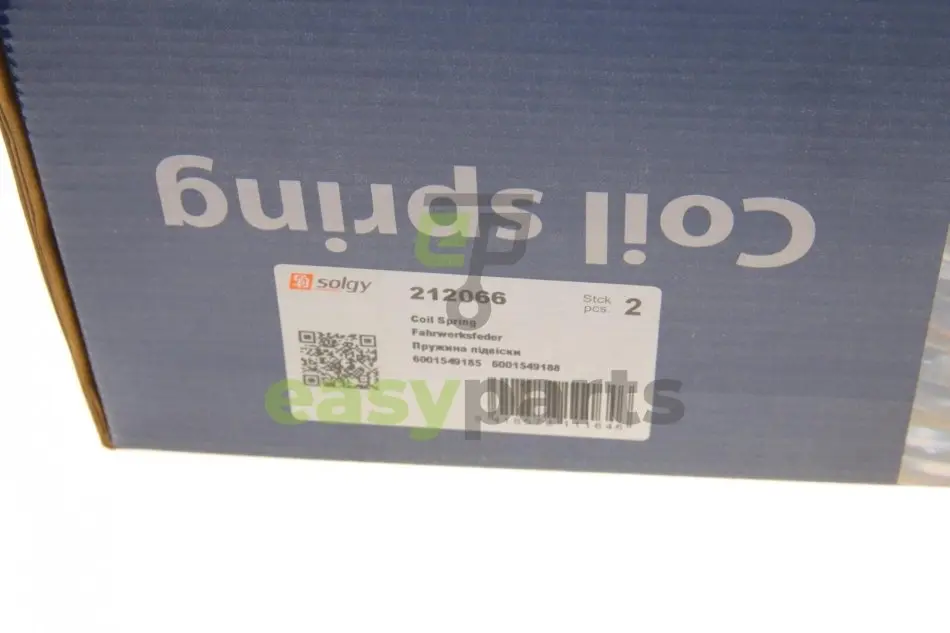 Coil spring
solgy
212066
Stck
pcs. 2
Coil Spring
Fahrwerksfeder
Пружина підвіски
6001549185 6001549188
easyparts